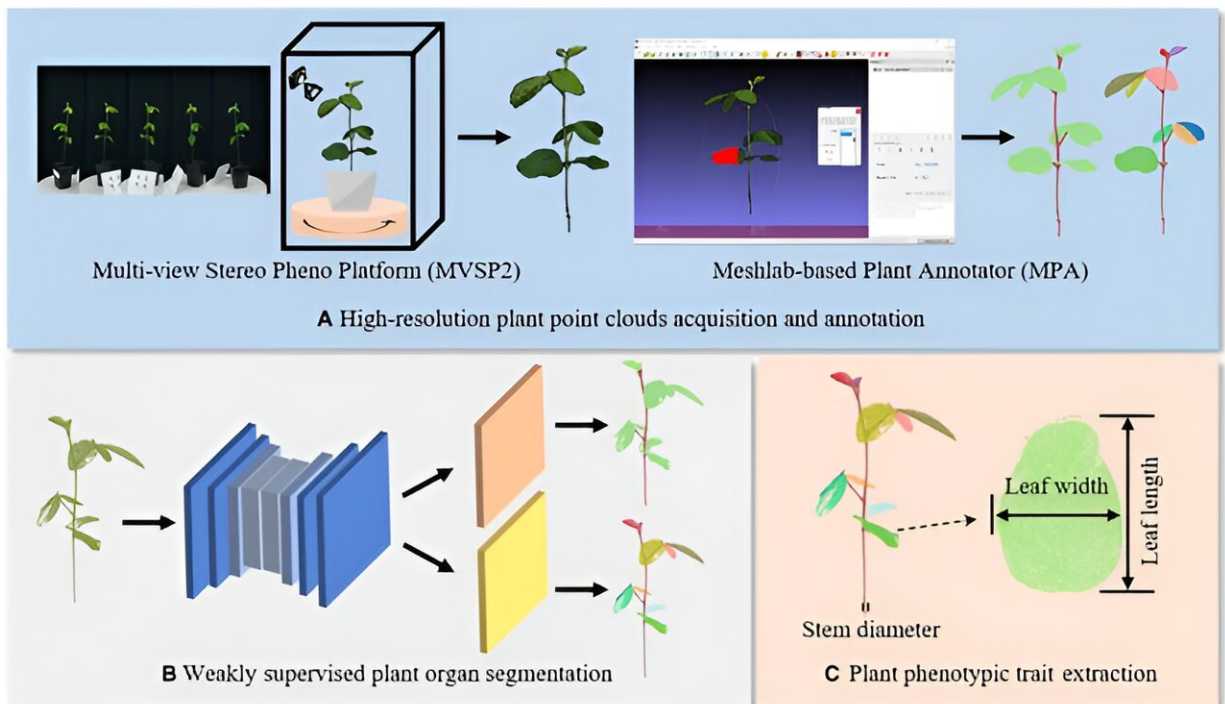 Multi-view Stereo Pheno Platform (MVSP2)
Meshlab-based Plant Annotator (MPA)
A High-resolution plant point clouds acquisition and annotation
Leaf width
Leaf length
Stem diameter
B Weakly supervised plant organ segmentation
C Plant phenotypic trait extraction